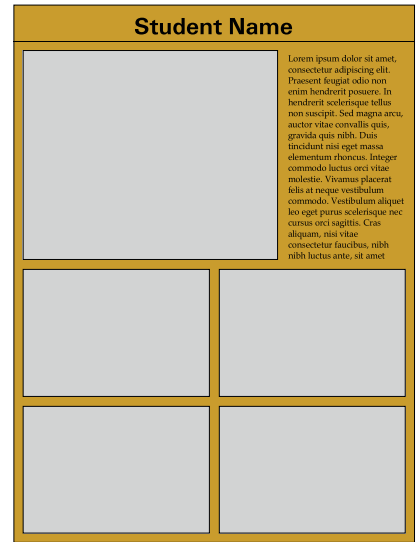 Student Name
Lorem ipsum dolor sit amet,
consectetur adipiscing elit.
Praesent feugiat odio non
enim hendrerit posuere. In
hendrerit scelerisque tellus
non suscipit. Sed magna arcu,
auctor vitae convallis quis,
gravida quis nibh. Duis
tincidunt nisi eget massa
elementum rhoncus. Integer
commodo luctus orci vitae
molestie. Vivamus placerat
felis at neque vestibulum
commodo. Vestibulum aliquet
leo eget purus scelerisque nec
cursus orci sagittis. Cras
aliquam, nisi vitae
consectetur faucibus, nibh
nibh luctus ante, sit amet